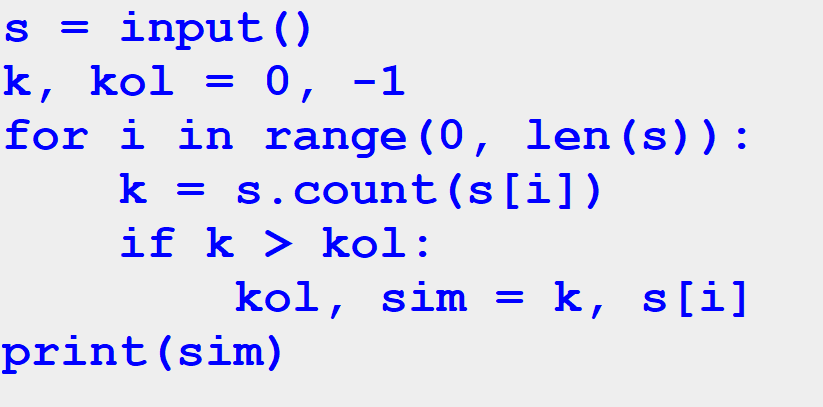 s = input()
k, kol = 0, -1
for i in range(0, len(s)):
    k = s.count(s[i])
    if k > kol:
        kol, sim = k, s[i]
print(sim)